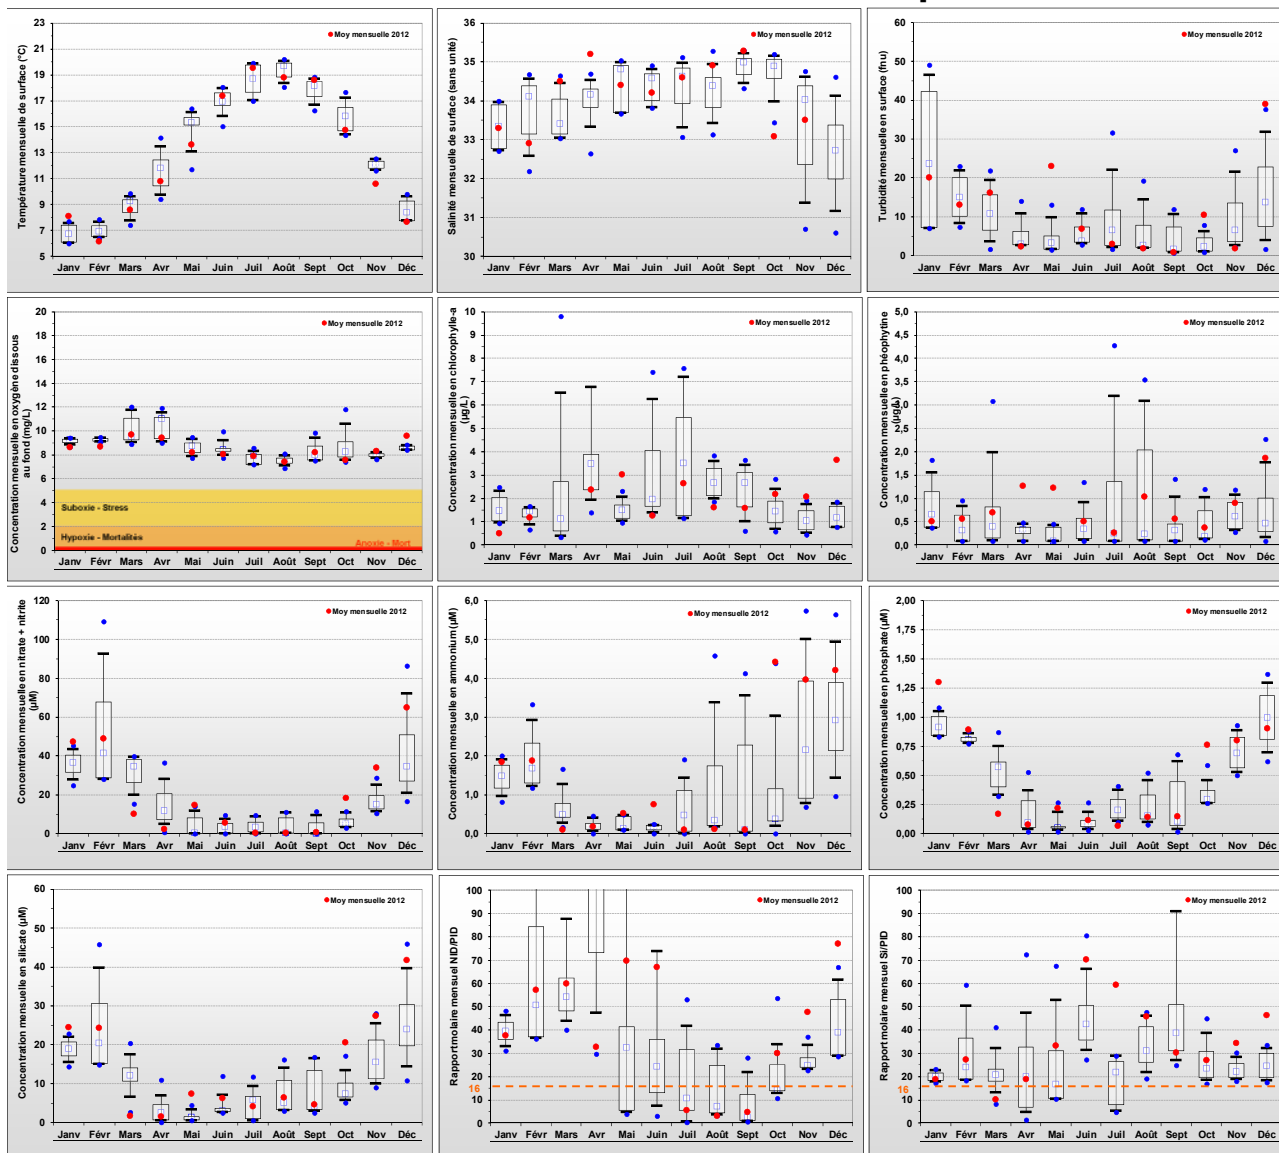 Température mensuelle de surface (°C)
23
21
19
17
15
13
11
9
7
5
Moy mensuelle 2012
Janv Févr Mars Avr Mai Juin Juil Août Sept Oct Nov Déc
Salinité mensuelle de surface (sans unité)
36
35
34
33
32
31
30
Moy mensuelle 2012
Janv Févr Mars Avr Mai Juin Juil Août Sept Oct Nov Déc
Turbidité mensuelle en surface (fnu)
60
50
40
30
20
10
0
Moy mensuelle 2012
Janv Févr Mars Avr Mai Juin Juil Août Sept Oct Nov Déc
Concentration mensuelle en oxygène dissous
au fond (mg/L)
20
18
16
14
12
10
8
6
4
2
0
Moy mensuelle 2012
Suboxie - Stress
Hypoxie - Mortalités
Anoxie - Mort
Janv Févr Mars Avr Mai Juin Juil Août Sept Oct Nov Déc
Concentration mensuelle en chlorophylle-a
(µg/L)
10
9
8
7
6
5
4
3
2
1
0
Moy mensuelle 2012
Janv Févr Mars Avr Mai Juin Juil Août Sept Oct Nov Déc
Concentration mensuelle en phéophytine
(µg/L)
5,0
4,5
4,0
3,5
3,0
2,5
2,0
1,5
1,0
0,5
0,0
Moy mensuelle 2012
Janv Févr Mars Avr Mai Juin Juil Août Sept Oct Nov Déc
Concentration mensuelle en nitrate + nitrite
(µM)
120
100
80
60
40
20
0
Moy mensuelle 2012
Janv Févr Mars Avr Mai Juin Juil Août Sept Oct Nov Déc
Concentration mensuelle en ammonium (µM)
6,0
5,0
4,0
3,0
2,0
1,0
0,0
Moy mensuelle 2012
Janv Févr Mars Avr Mai Juin Juil Août Sept Oct Nov Déc
Concentration mensuelle en phosphate (µM)
2,00
1,75
1,50
1,25
1,00
0,75
0,50
0,25
0,00
Moy mensuelle 2012
Janv Févr Mars Avr Mai Juin Juil Août Sept Oct Nov Déc
Concentration mensuelle en silicate (µM)
60
50
40
30
20
10
0
Moy mensuelle 2012
Janv Févr Mars Avr Mai Juin Juil Août Sept Oct Nov Déc
Rapport molaire mensuel NID/PID
100
90
80
70
60
50
40
30
20
16
10
0
Moy mensuelle 2012
Janv Févr Mars Avr Mai Juin Juil Août Sept Oct Nov Déc
Rapport molaire mensuel Si/PID
100
90
80
70
60
50
40
30
20
16
10
0
Moy mensuelle 2012
Janv Févr Mars Avr Mai Juin Juil Août Sept Oct Nov Déc